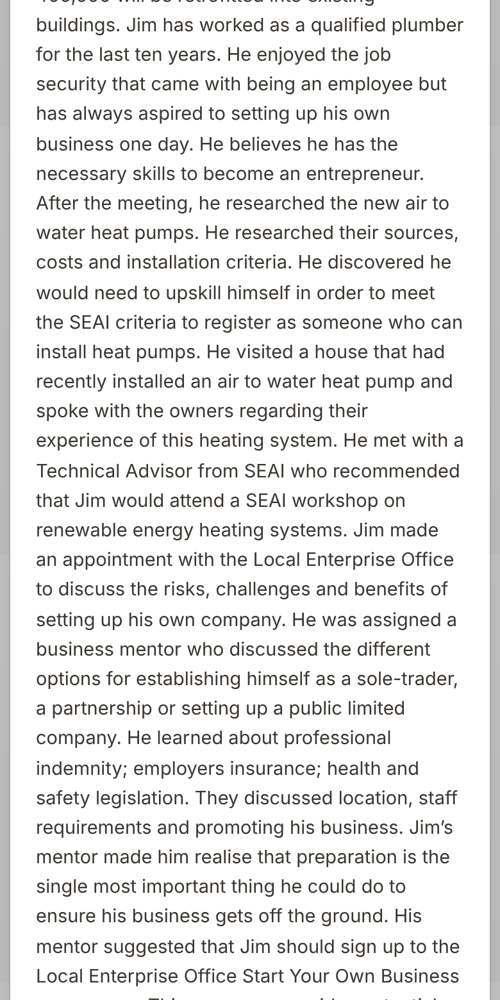 buildings. Jim has worked as a qualified plumber
for the last ten years. He enjoyed the job
security that came with being an employee but
has always aspired to setting up his own
business one day. He believes he has the
necessary skills to become an entrepreneur.
After the meeting, he researched the new air to
water heat pumps. He researched their sources,
costs and installation criteria. He discovered he
would need to upskill himself in order to meet
the SEAI criteria to register as someone who can
install heat pumps. He visited a house that had
recently installed an air to water heat pump and
spoke with the owners regarding their
experience of this heating system. He met with a
Technical Advisor from SEAI who recommended
that Jim would attend a SEAI workshop on
renewable energy heating systems. Jim made
an appointment with the Local Enterprise Office
to discuss the risks, challenges and benefits of
setting up his own company. He was assigned a
business mentor who discussed the different
options for establishing himself as a sole-trader,
a partnership or setting up a public limited
company. He learned about professional
indemnity; employers insurance; health and
safety legislation. They discussed location, staff
requirements and promoting his business. Jim’s
mentor made him realise that preparation is the
single most important thing he could do to
ensure his business gets off the ground. His
mentor suggested that Jim should sign up to the
Local Enterprise Office Start Your Own Business